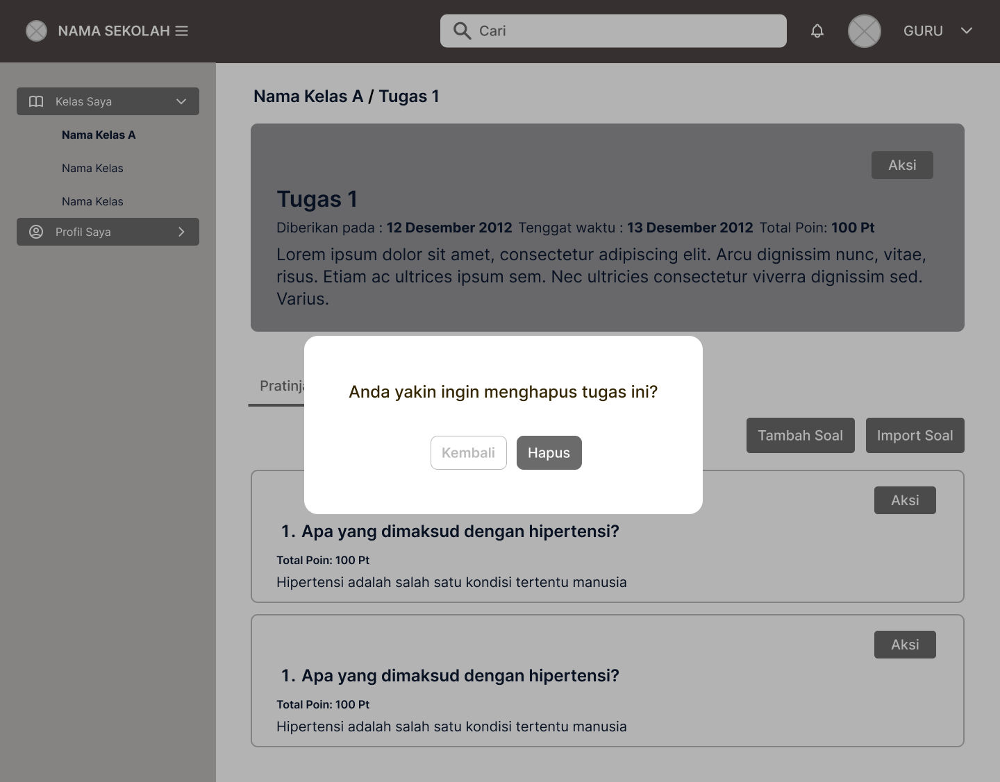 NAMA SEKOLAH
Cari
GURU
Kelas Saya
Nama Kelas A
Nama Kelas
Nama Kelas
Profil Saya
Nama Kelas A / Tugas 1
Aksi
Tugas 1
Diberikan pada : 12 Desember 2012 Tenggat waktu : 13 Desember 2012 Total Poin: 100 Pt
Lorem ipsum dolor sit amet, consectetur adipiscing elit. Arcu dignissim nunc, vitae,
risus. Etiam ac ultrices ipsum sem. Nec ultricies consectetur viverra dignissim sed.
Varius.
Anda yakin ingin menghapus tugas ini?
Kembali
Hapus
Tambah Soal
Import Soal
Aksi
1. Apa yang dimaksud dengan hipertensi?
Total Poin: 100 Pt
Hipertensi adalah salah satu kondisi tertentu manusia
Aksi
1. Apa yang dimaksud dengan hipertensi?
Total Poin: 100 Pt
Hipertensi adalah salah satu kondisi tertentu manusia